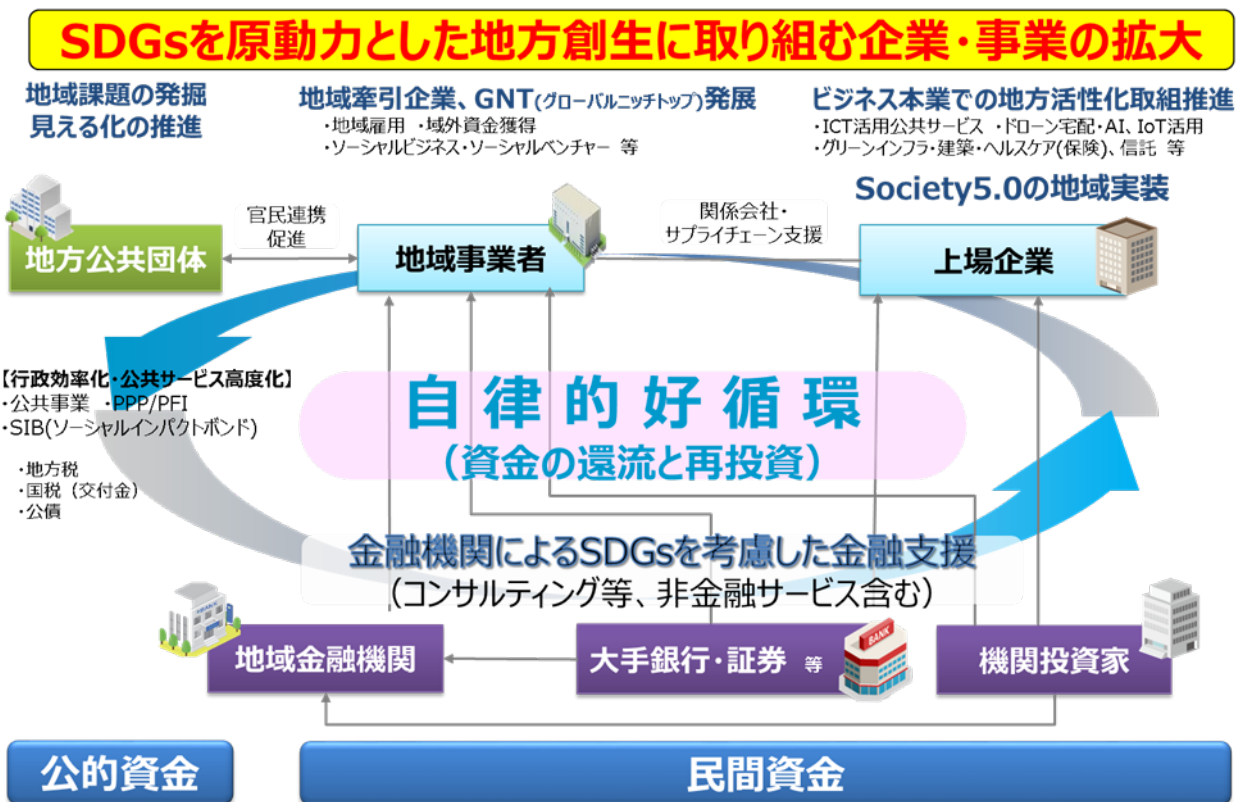 SDGsを原動力とした地方創生に取り組む企業・事業の拡大
地域課題の発掘
見える化の推進
地域牽引企業、GNT(グローバルニッチトップ)発展
・地域雇用 ・域外資金獲得
・ソーシャルビジネス・ソーシャルベンチャー 等
ビジネス本業での地方活性化取組推進
・ICT活用公共サービス ・ドローン宅配・AI、IoT活用
・グリーンインフラ・建築・ヘルスケア(保険)、信託 等
Society5.0の地域実装
官民連携
促進
関係会社・
サプライチェーン支援
地方公共団体
地域事業者
上場企業
【行政効率化・公共サービス高度化】
・公共事業 ・PPP/PFI
・SIB(ソーシャルインパクトボンド)
・地方税
・国税（交付金）
・公債
自律的好循環
（資金の還流と再投資）
金融機関によるSDGsを考慮した金融支援
（コンサルティング等、非金融サービス含む）
BANK
地域金融機関
大手銀行・証券 等
BANK
機関投資家
公的資金
民間資金